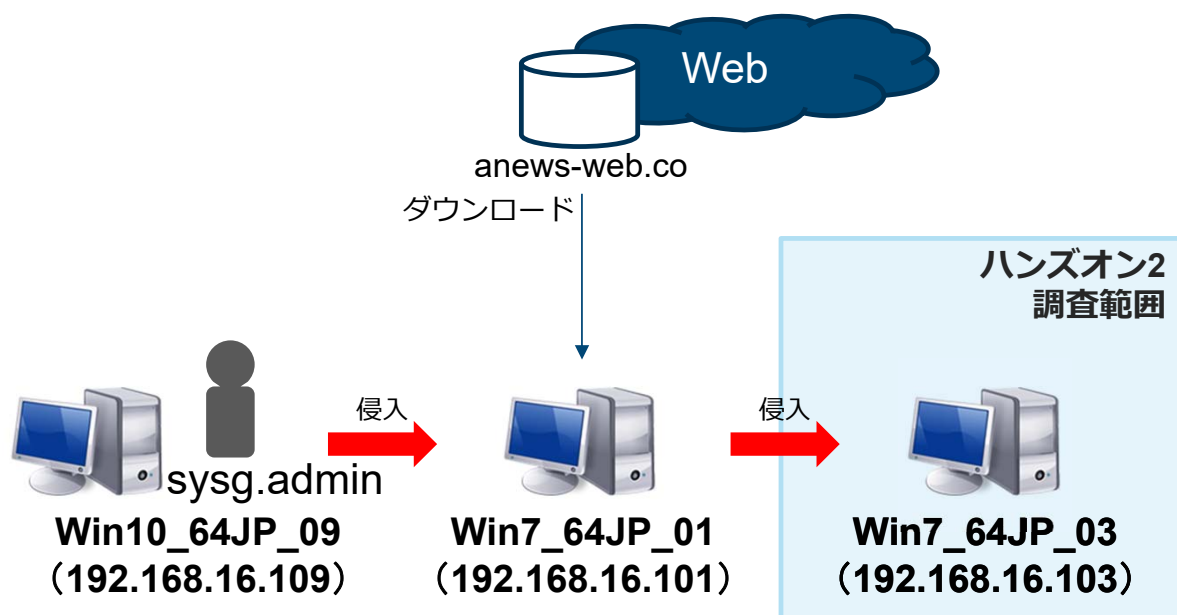 Web
anews-web.co
ダウンロード
ハンズオン2
調査範囲
侵入
侵入
sysg.admin
Win10_64JP_09
（192.168.16.109）
Win7_64JP_01
（192.168.16.101）
Win7_64JP_03
（192.168.16.103）